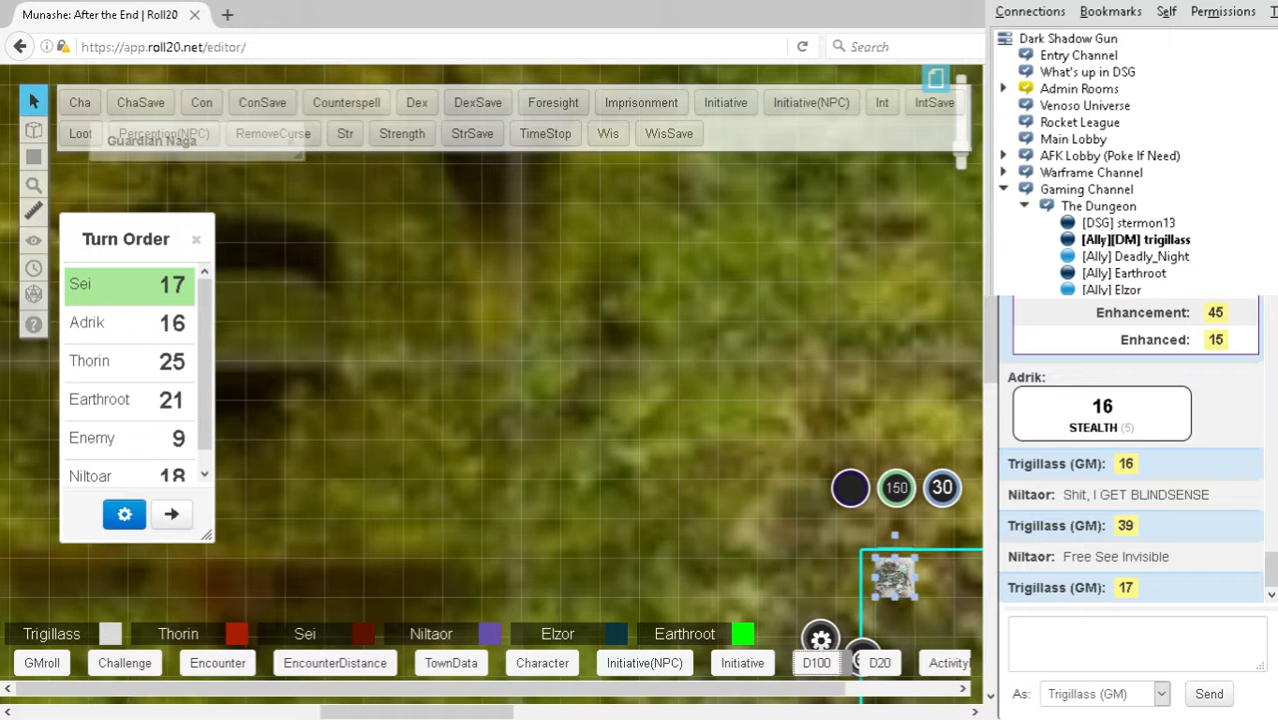 Munashe: After the End | Roll20
https://app.roll20.net/editor/
Search
Cha ChaSave Con ConSave Counterspell Dex DexSave Foresight Imprisonment Initiative Initiative(NPC) Int IntSave
Loot Perception(NPC) RemoveCurse Str Strength StrSave TimeStop Wis WisSave
Guardian Naga
Turn Order
Sei 17
Adrik 16
Thorin 25
Earthroot 21
Enemy 9
Niltoar 18
150 30
Trigillass Thorin Sei Niltaor Elzor Earthroot
GMroll Challenge Encounter EncounterDistance TownData Character Initiative(NPC) Initiative D100 D20
Connections Bookmarks Self Permissions
Dark Shadow Gun
Entry Channel
What's up in DSG
Admin Rooms
Venoso Universe
Rocket League
Main Lobby
AFK Lobby (Poke If Need)
Warframe Channel
Gaming Channel
The Dungeon
[DSG] stermon13
[Ally][DM] trigillass
[Ally] Deadly_Night
[Ally] Earthroot
[Ally] Elzor
Enhancement: 45
Enhanced: 15
Adrik:
16
STEALTH (5)
Trigillass (GM): 16
Niltaor: Shit, I GET BLINDSENSE
Trigillass (GM): 39
Niltaor: Free See Invisible
Trigillass (GM): 17
As: Trigillass (GM) Send